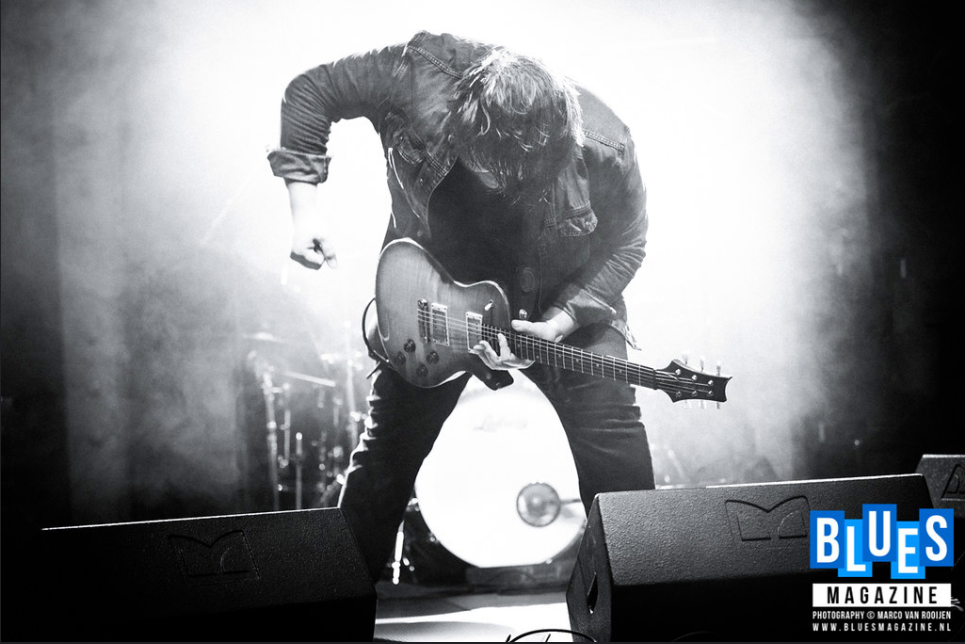 BLUES
MAGAZINE
PHOTOGRAPHY © MARCO VAN ROOIJEN
WWW.BLUESMAGAZINE.NL